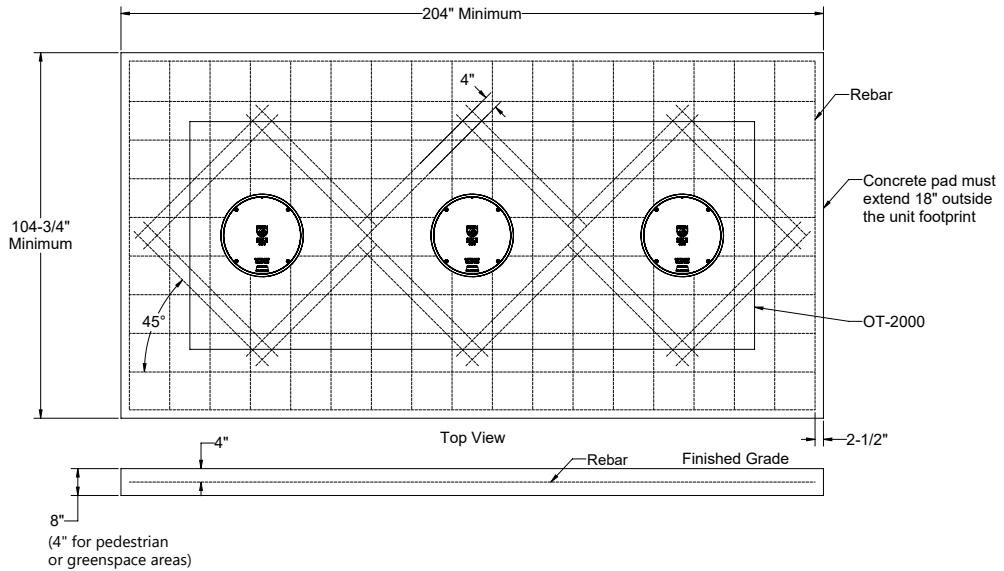 204" Minimum
4"
Rebar
Concrete pad must
extend 18" outside
the unit footprint
104-3/4"
Minimum
45°
OT-2000
Top View
2-1/2"
4"
Rebar
Finished Grade
8"
(4" for pedestrian
or greenspace areas)